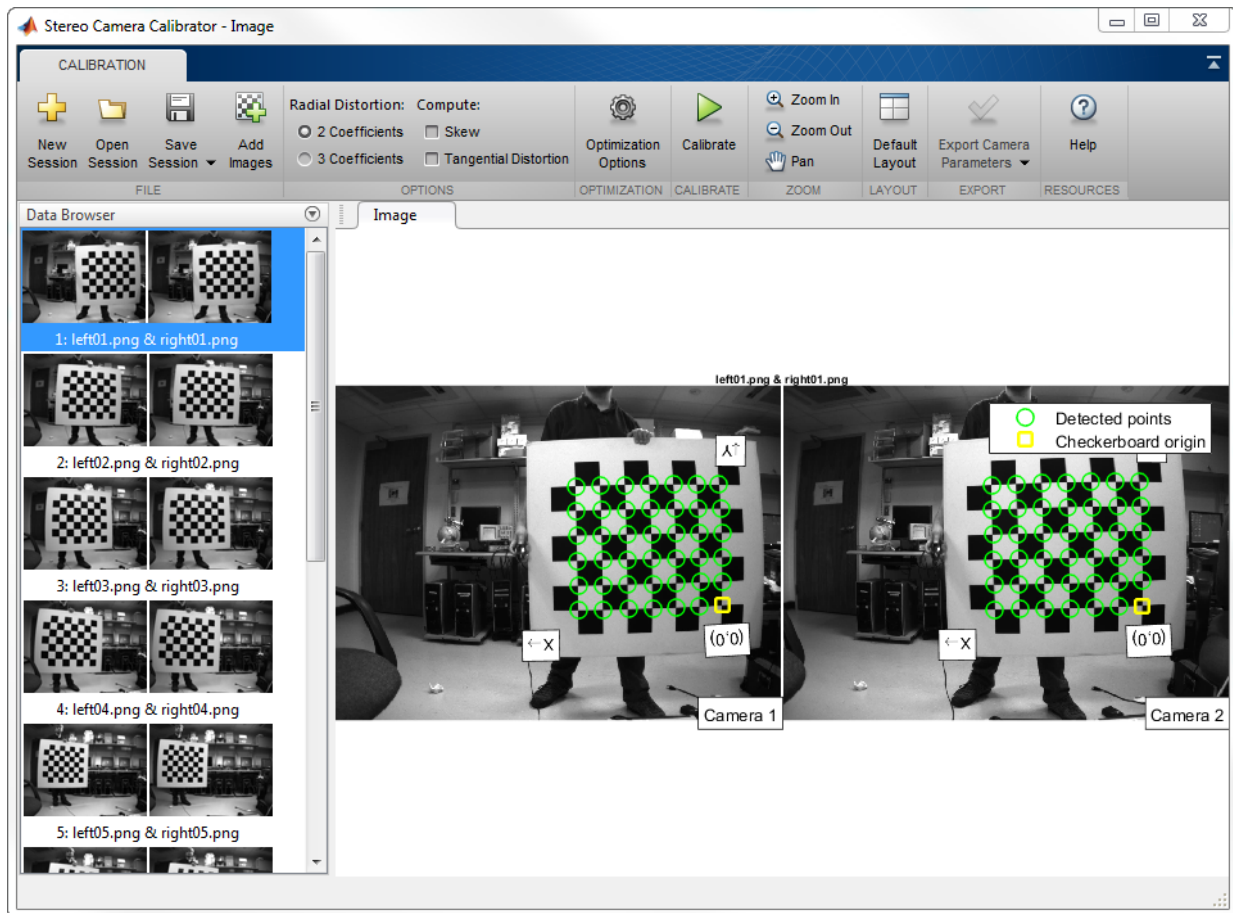 Stereo Camera Calibrator - Image
CALIBRATION
New Session
Open Session
Save Session
Add Images
FILE
Radial Distortion:
2 Coefficients
3 Coefficients
Compute:
Skew
Tangential Distortion
OPTIONS
Optimization Options
OPTIMIZATION
Calibrate
CALIBRATE
Zoom In
Zoom Out
Pan
ZOOM
Default Layout
LAYOUT
Export Camera Parameters
EXPORT
Help
RESOURCES
Data Browser
Image
1: left01.png & right01.png
2: left02.png & right02.png
3: left03.png & right03.png
4: left04.png & right04.png
5: left05.png & right05.png
left01.png & right01.png
Detected points
Checkerboard origin
Y→
X→
(0,0)
Camera 1
X→
(0,0)
Camera 2